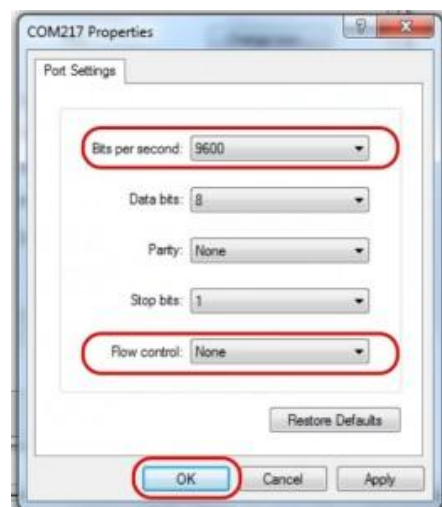 COM217 Properties
Port Settings
Bits per second: 9600
Data bits: 8
Parity: None
Stop bits: 1
Flow control: None
Restore Defaults
OK Cancel Apply